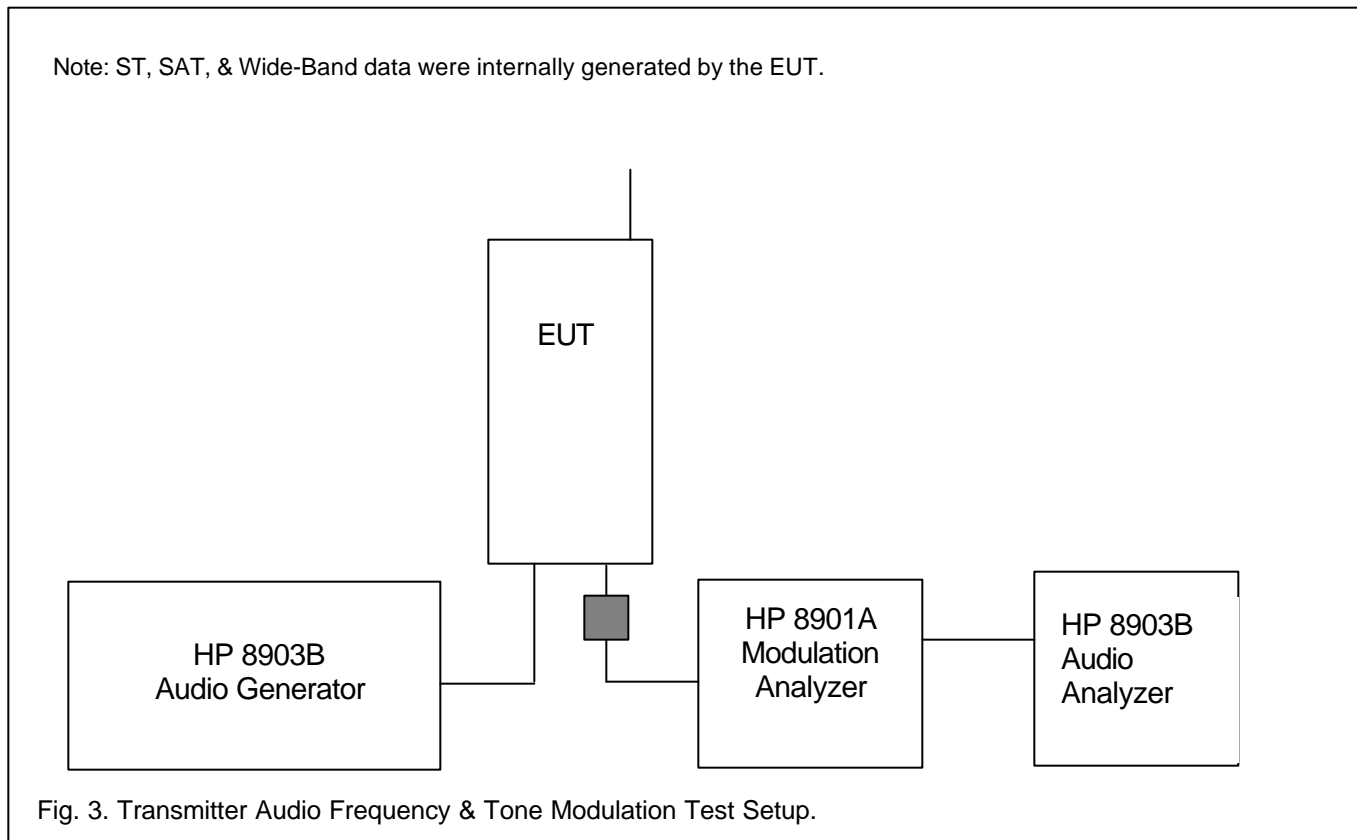 Note: ST, SAT, & Wide-Band data were internally generated by the EUT.
EUT
HP 8903B
Audio Generator
HP 8901A
Modulation
Analyzer
HP 8903B
Audio
Analyzer
Fig. 3. Transmitter Audio Frequency & Tone Modulation Test Setup.